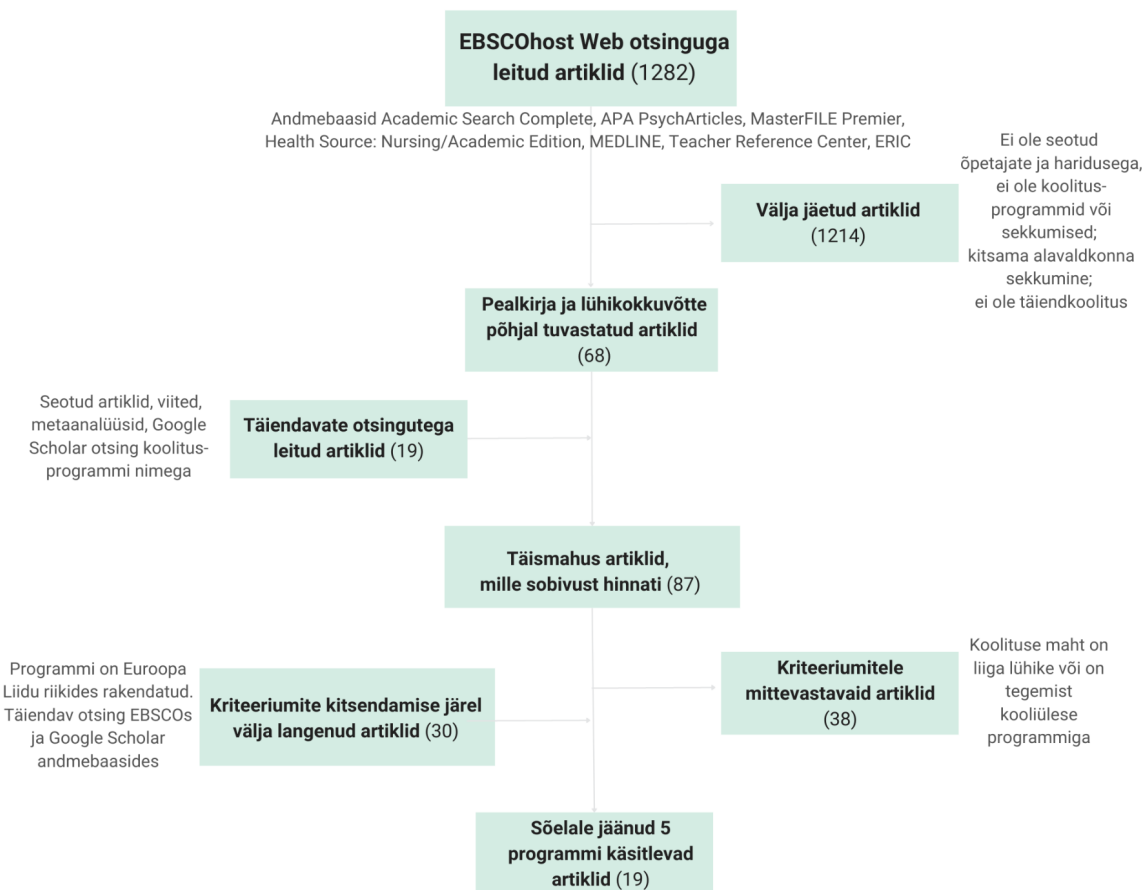 EBSCOhost Web otsinguga
leitud artiklid (1282)
Andmebaasid Academic Search Complete, APA PsychArticles, MasterFILE Premier,
Health Source: Nursing/Academic Edition, MEDLINE, Teacher Reference Center, ERIC
Ei ole seotud
õpetajate ja haridusega,
ei ole koolitus-
programmid või
sekkumised;
kitsama alavaldkonna
sekkumine;
ei ole täiendkoolitus
Välja jäetud artiklid
(1214)
Pealkirja ja lühikokkuvõtte
põhjal tuvastatud artiklid
(68)
Seotud artiklid, viited,
metaanalüüsid, Google
Scholar otsing koolitus-
programmi nimega
Täiendavate otsingutega
leitud artiklid (19)
Täismahus artiklid,
mille sobivust hinnati (87)
Programmi on Euroopa
Liidu riikides rakendatud.
Täiendav otsing EBSCOs
ja Google Scholar
andmebaasides
Kriteeriumite kitsendamise järel
välja langenud artiklid (30)
Kriteeriumitele
mittevastavaid artiklid
(38)
Koolituse maht on
liiga lühike või on
tegemist
kooliülese
programmiga
Sõelale jäänud 5
programmi käsitlevad
artiklid (19)